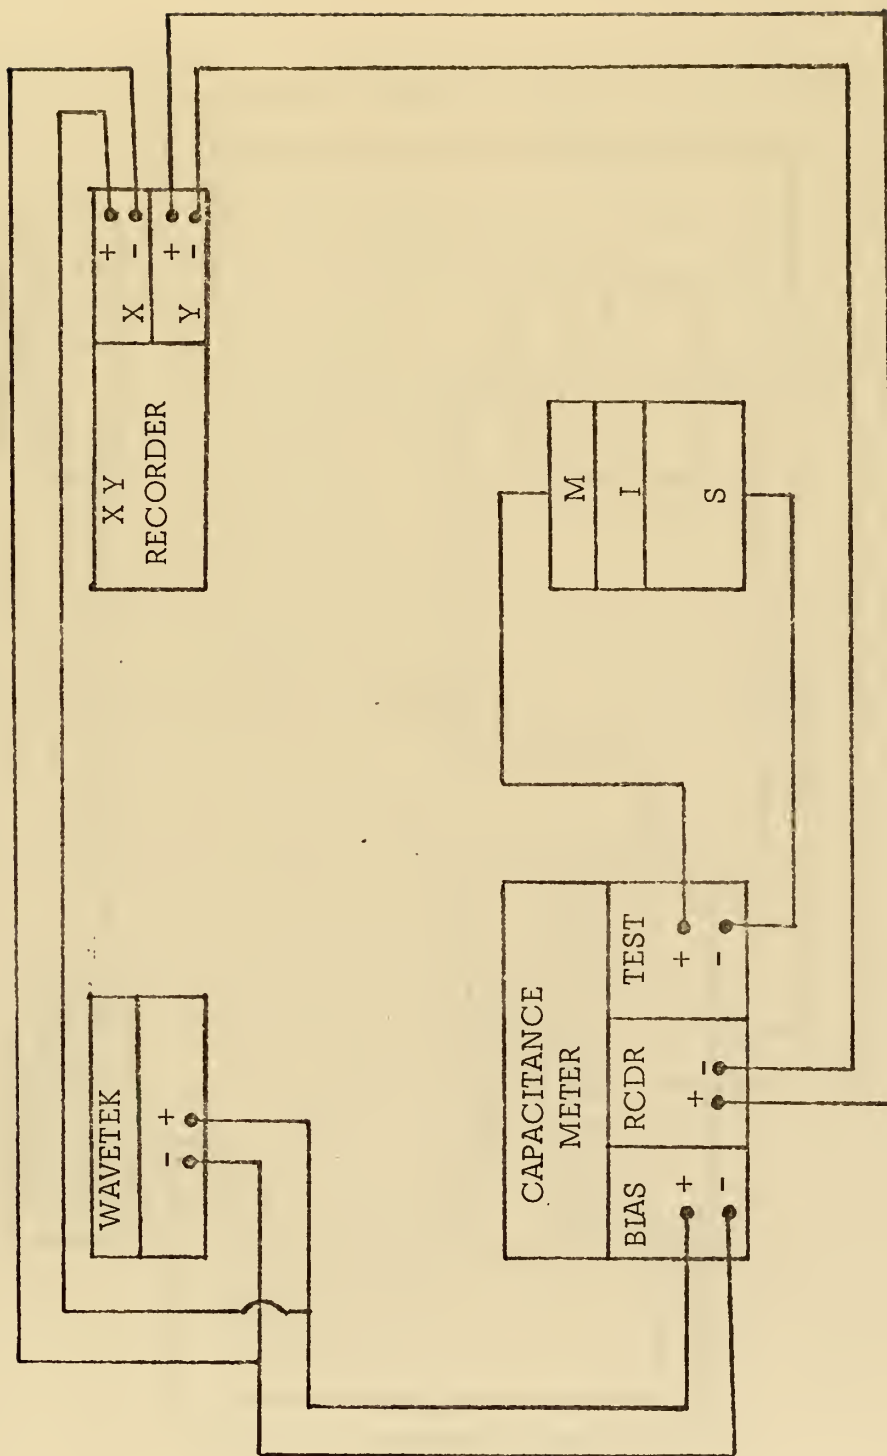 WAVETEK
- +
X Y
RECORDER
X + -
Y + -
CAPACITANCE
METER
BIAS
+ -
RCDR
+ -
TEST
+ -
M
I
S